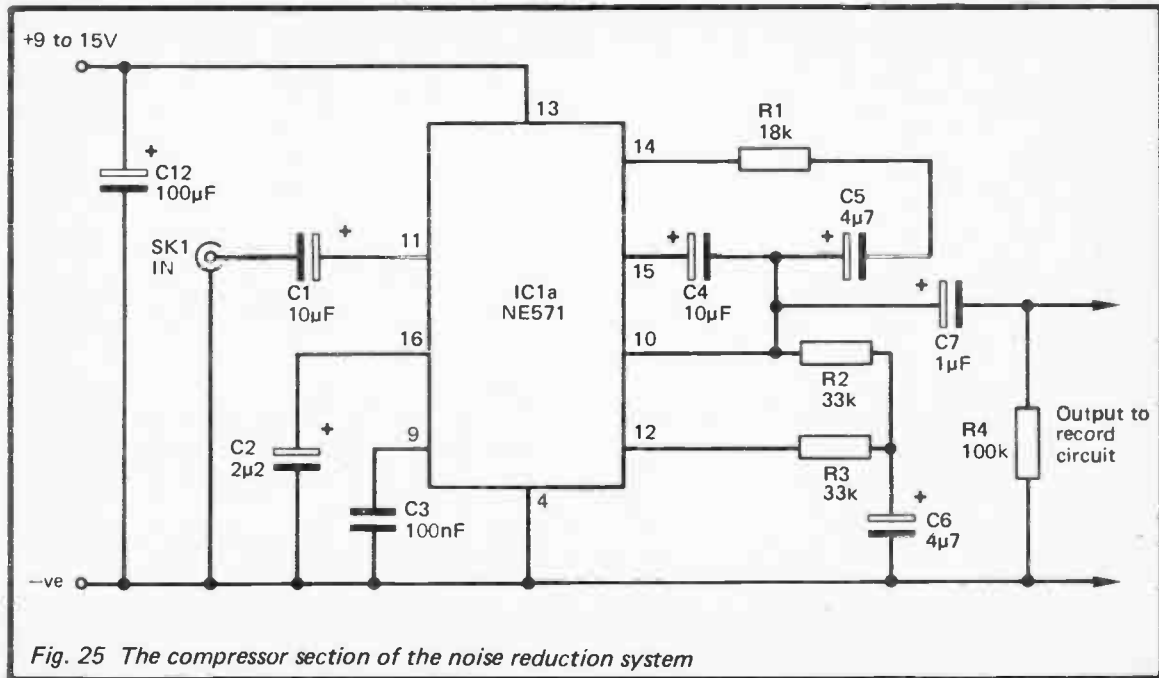 +9 to 15V
13
R1
18k
14
+
C12
100µF
C5
4µ7
SK1
IN
+
11
+
+
C1
10µF
15
C4
10µF
IC1a
NE571
+
C7
1µF
16
10
R2
33k
C2
2µ2
+
9
12
R3
33k
R4
100k
Output to
record
circuit
C3
100nF
4
+
C6
4µ7
—ve
Fig. 25 The compressor section of the noise reduction system